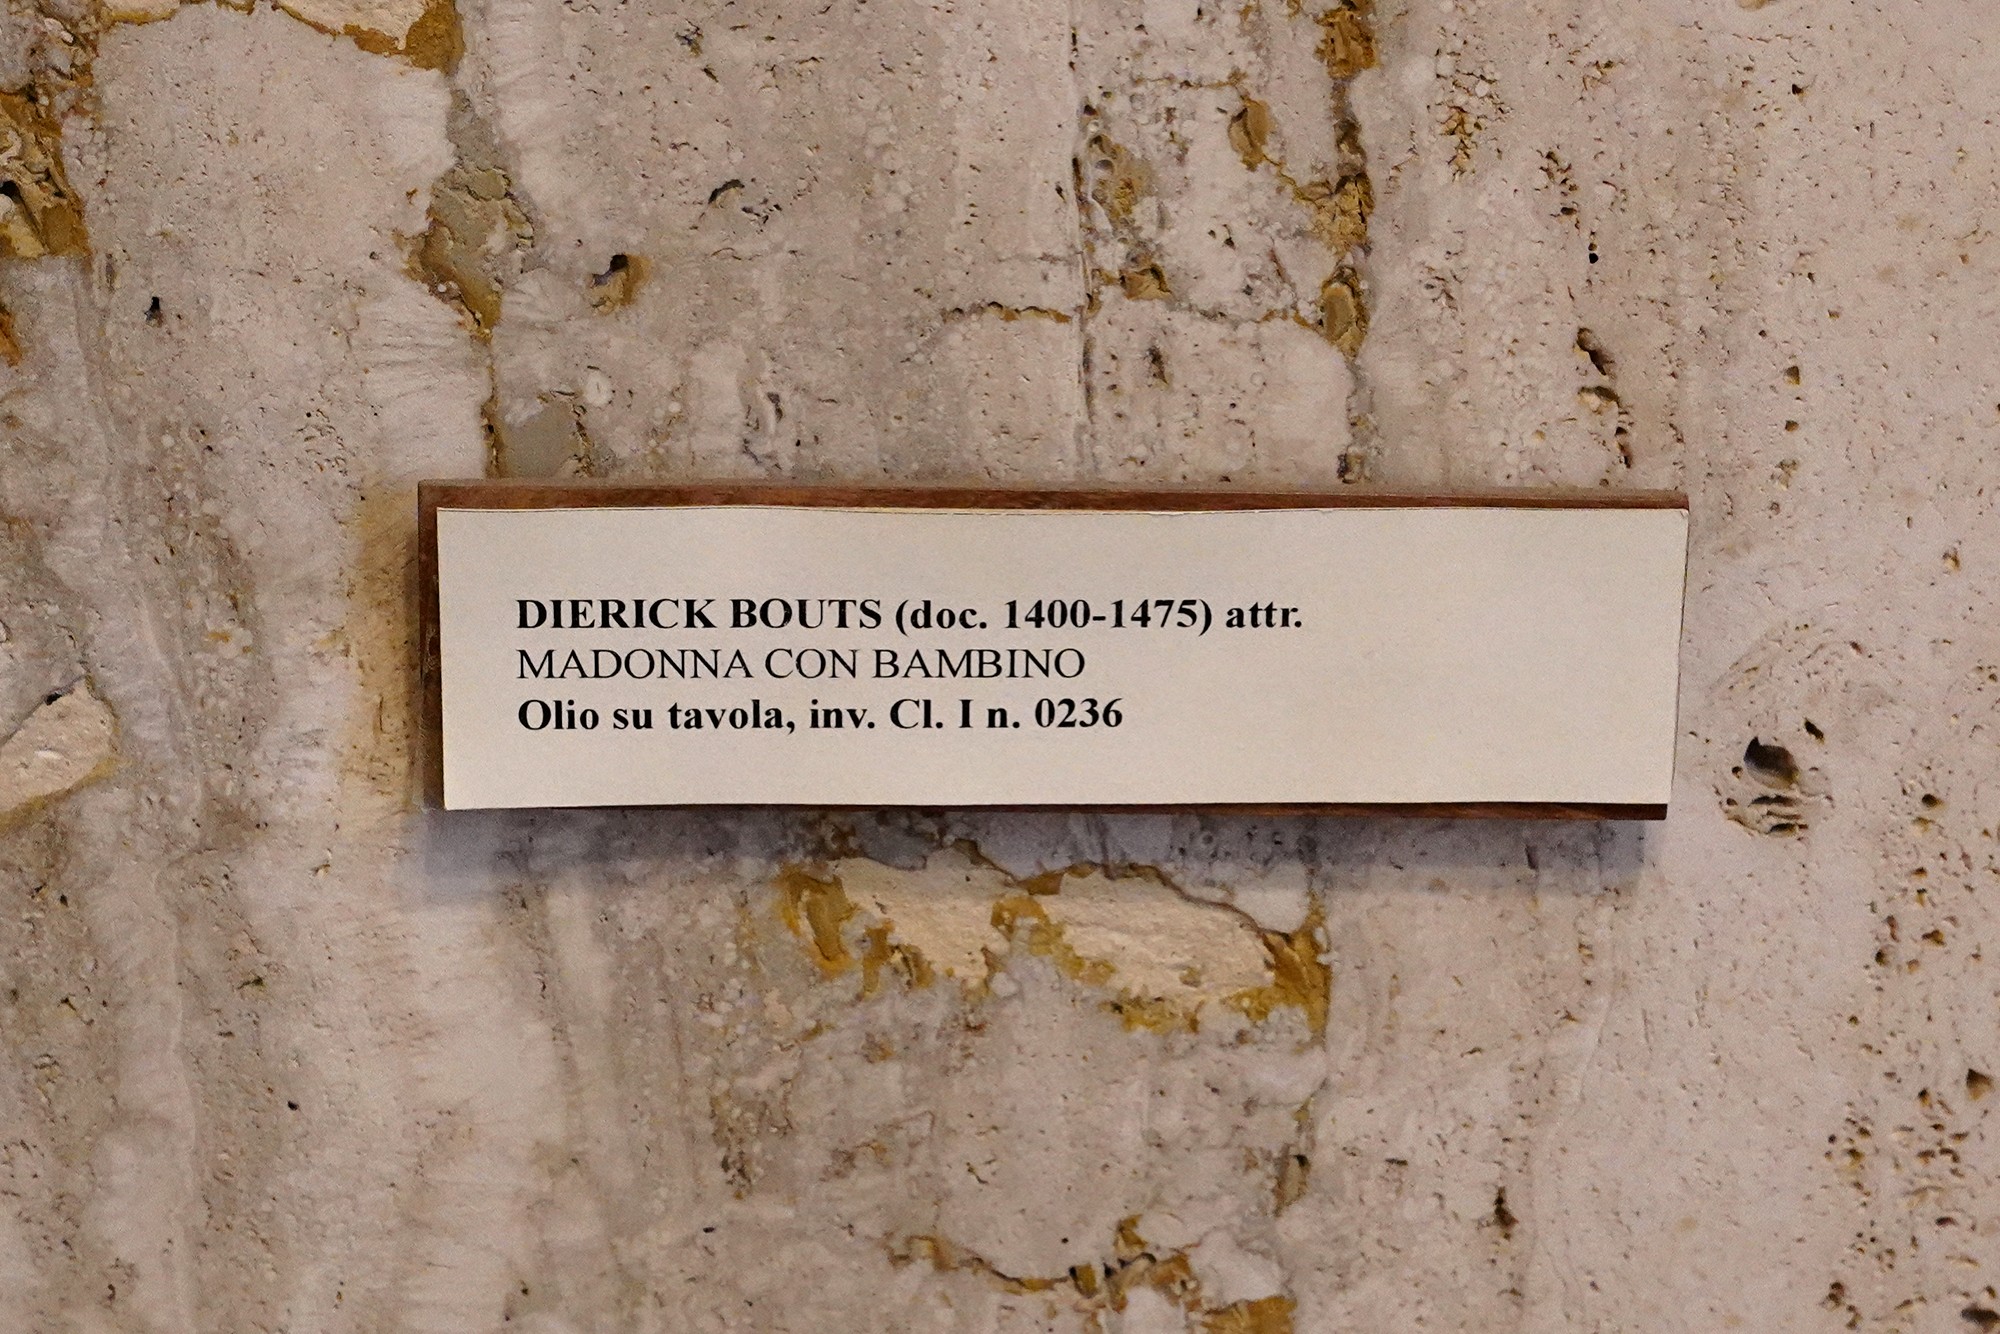 DIERICK BOUTS (doc. 1400-1475) attr.
MADONNA CON BAMBINO
Olio su tavola, inv. Cl. I n. 0236